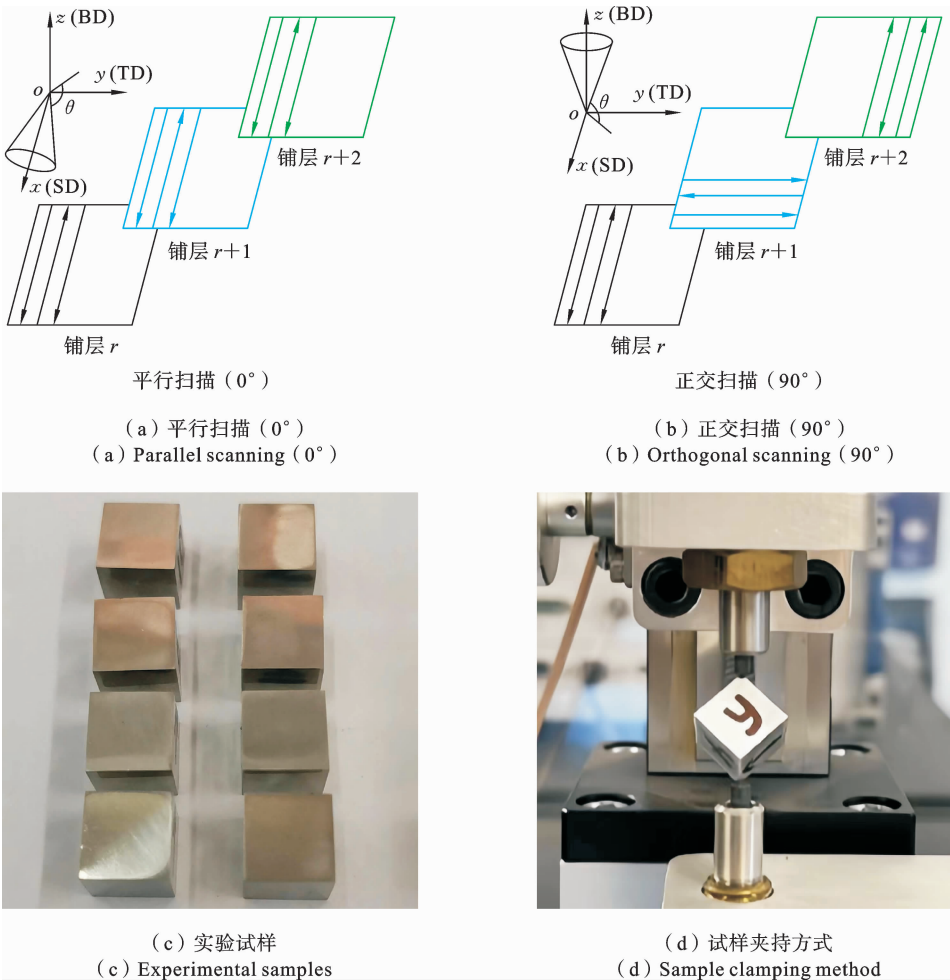 z (BD)
y (TD)
o
θ
x (SD)
铺层 r+2
铺层 r+1
铺层 r
平行扫描(0°)
(a)平行扫描(0°)
(a)Parallel scanning(0°)
z (BD)
y (TD)
o
θ
x (SD)
铺层 r+2
铺层 r+1
铺层 r
正交扫描(90°)
(b)正交扫描(90°)
(b)Orthogonal scanning(90°)
(c)实验试样
(c)Experimental samples
y
(d)试样夹持方式
(d)Sample clamping method